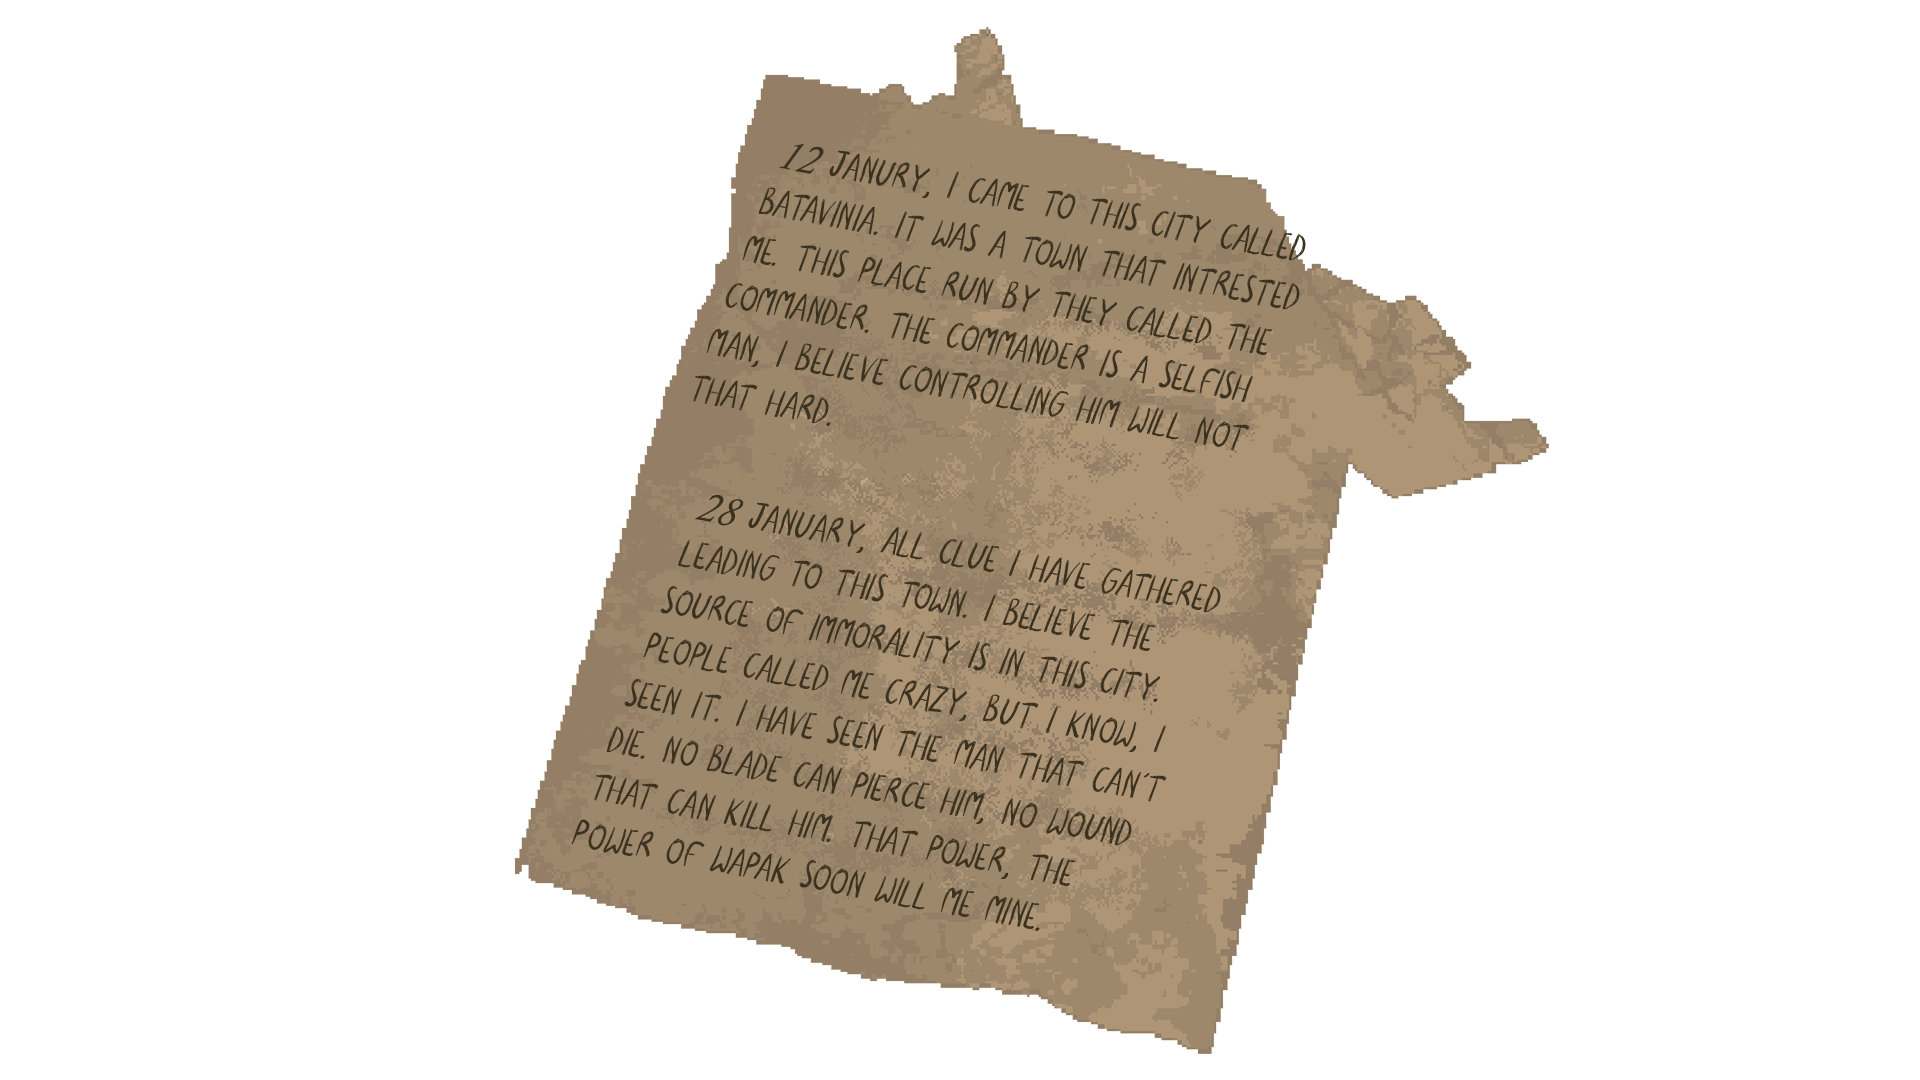 12 JANURY, I CAME TO THIS CITY CALLED
BATAVINIA. IT WAS A TOWN THAT INTRESTED
ME. THIS PLACE RUN BY THEY CALLED THE
COMMANDER. THE COMMANDER IS A SELFISH
MAN, I BELIEVE CONTROLLING HIM WILL NOT
THAT HARD.
28 JANUARY, ALL CLUE I HAVE GATHERED
LEADING TO THIS TOWN. I BELIEVE THE
SOURCE OF IMMORALITY IS IN THIS CITY.
PEOPLE CALLED ME CRAZY, BUT I KNOW, I
SEEN IT. I HAVE SEEN THE MAN THAT CAN'T
DIE. NO BLADE CAN PIERCE HIM, NO WOUND
THAT CAN KILL HIM. THAT POWER, THE
POWER OF WAPAK SOON WILL ME MINE.